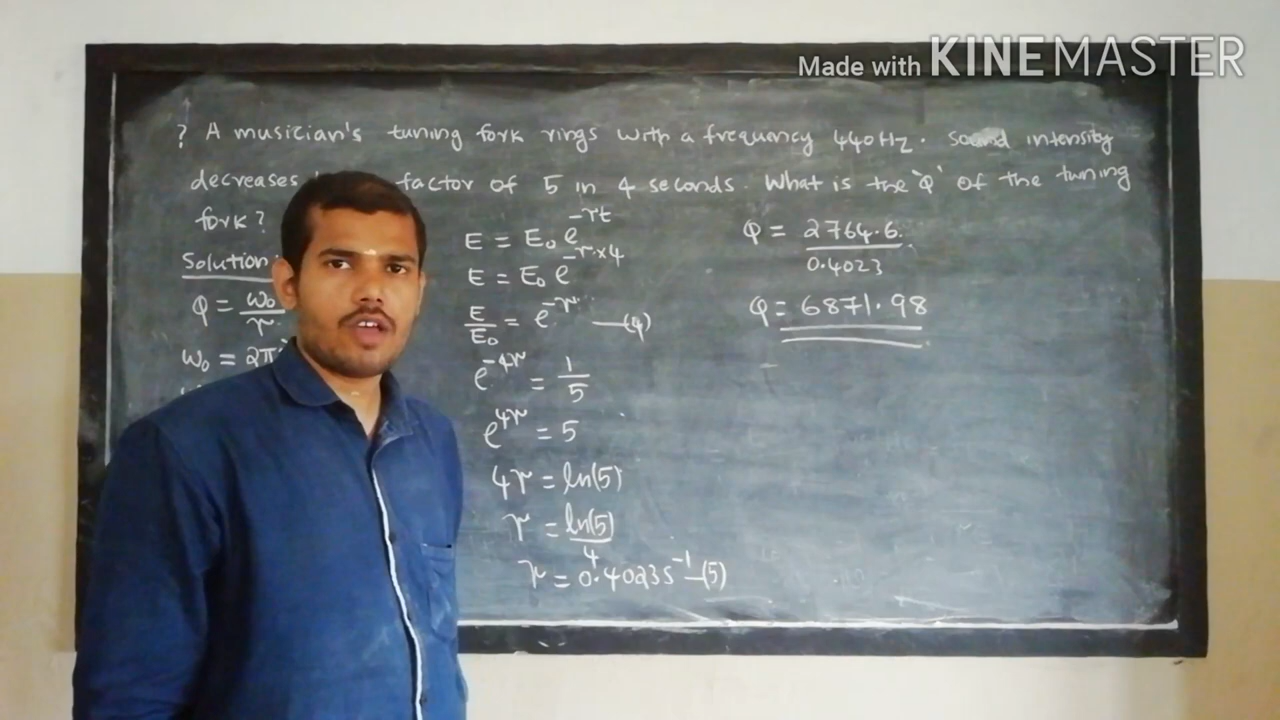 Made with KINEMASTER
? A musician's tuning fork rings with a frequency 440Hz. Sound intensity
decreases factor of 5 in 4 seconds. What is the 'Q' of the tuning
fork?
Solution:
Q = ω₀/γ
ω₀ = 2π
E = E₀ e^-γt
E = E₀ e^-γ×4
E/E₀ = e^-γ —(4)
e^-4γ = 1/5
e^4γ = 5
4γ = ln(5)
γ = ln(5)/4
γ = 0.4023s^-1 —(5)
Q = 2764.6/0.4023
Q = 6871.98